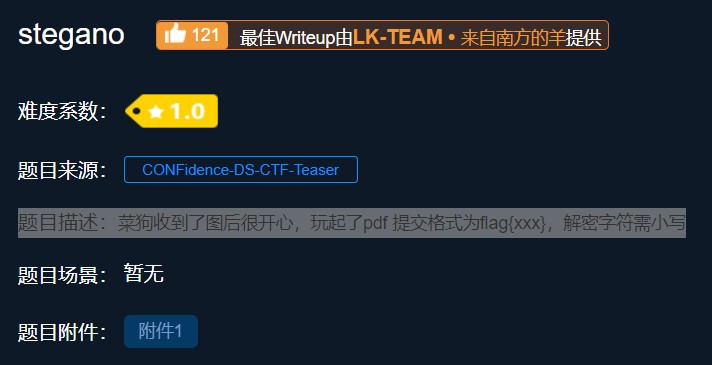 stegano 121 最佳Writeup由LK-TEAM • 来自南方的羊提供
难度系数： 1.0
题目来源： CONFidence-DS-CTF-Teaser
题目描述：菜狗收到了图后很开心，玩起了pdf 提交格式为flag{xxx}，解密字符需小写
题目场景： 暂无
题目附件： 附件1